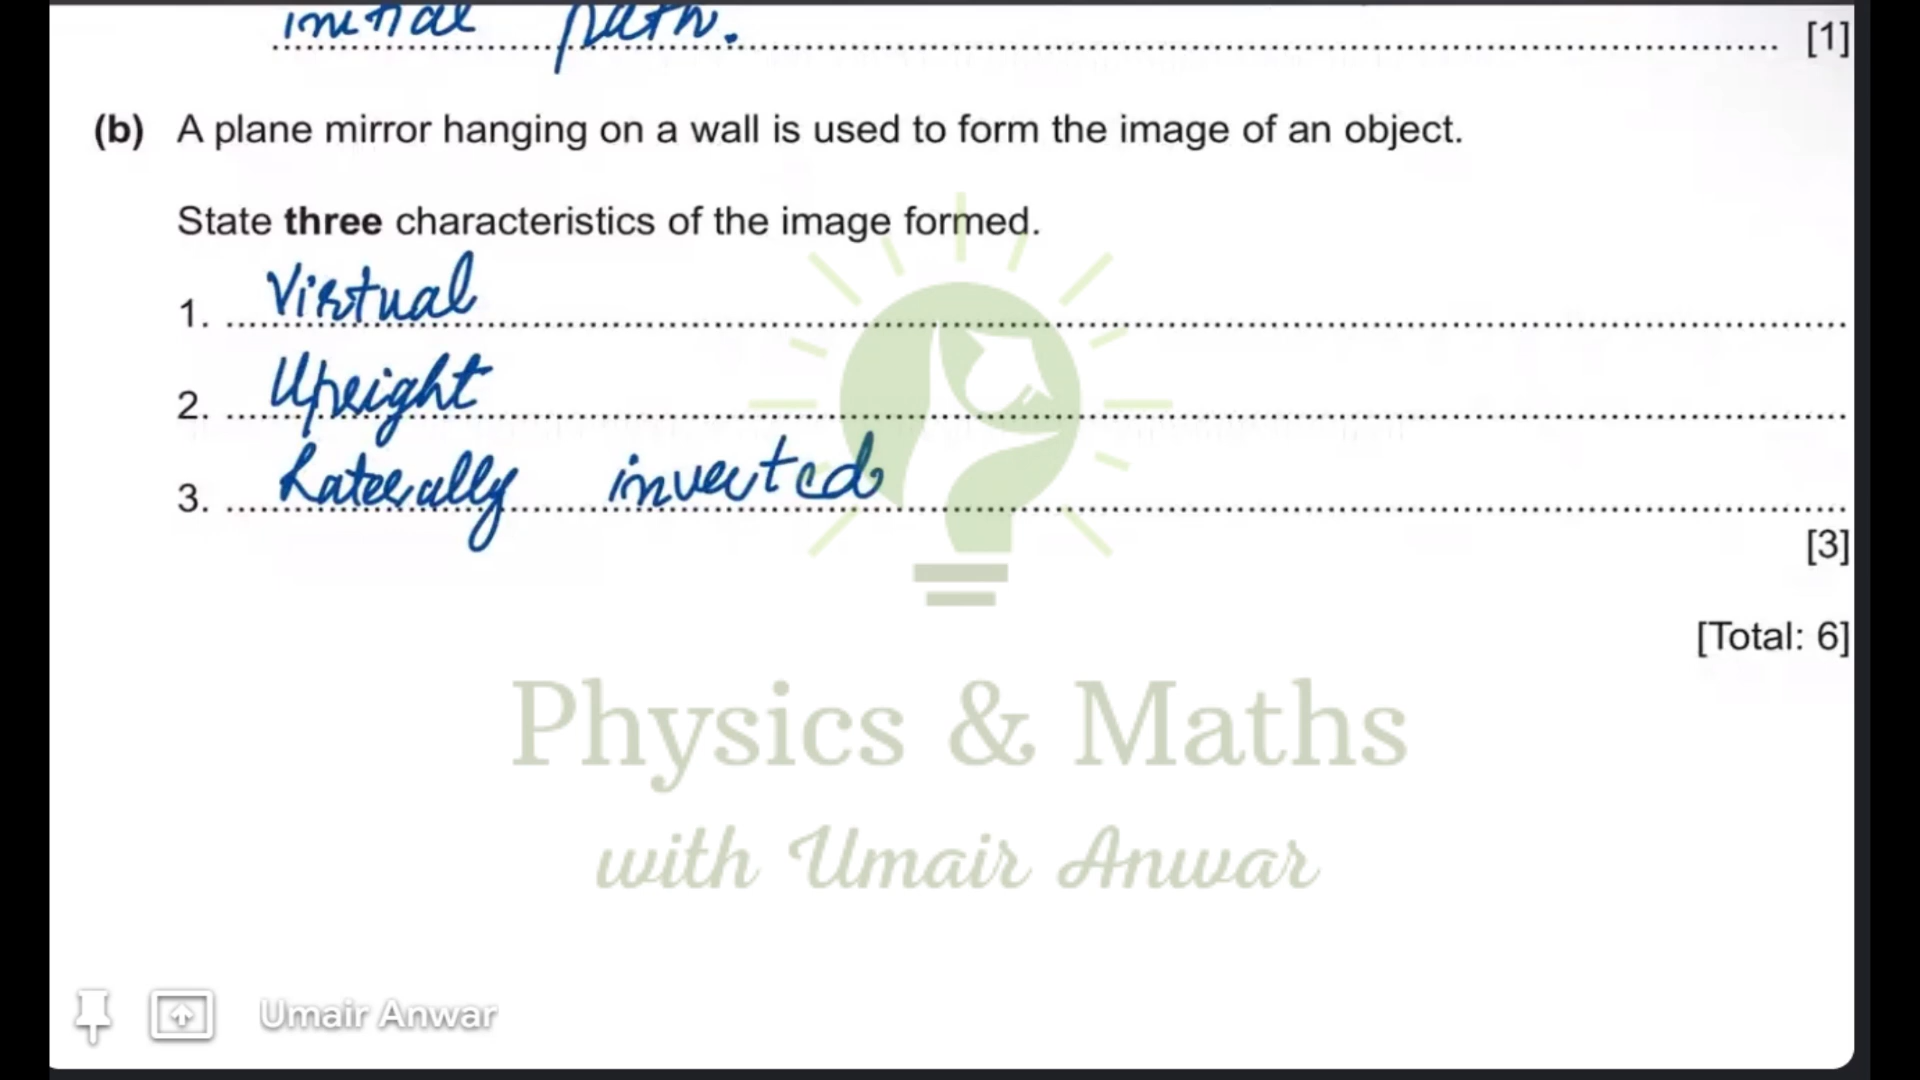 initial path.
[1]
(b) A plane mirror hanging on a wall is used to form the image of an object.
State three characteristics of the image formed.
1. Virtual
2. Upright
3. Laterally inverted
[3]
[Total: 6]
Physics & Maths
with Umair Anwar
Umair Anwar